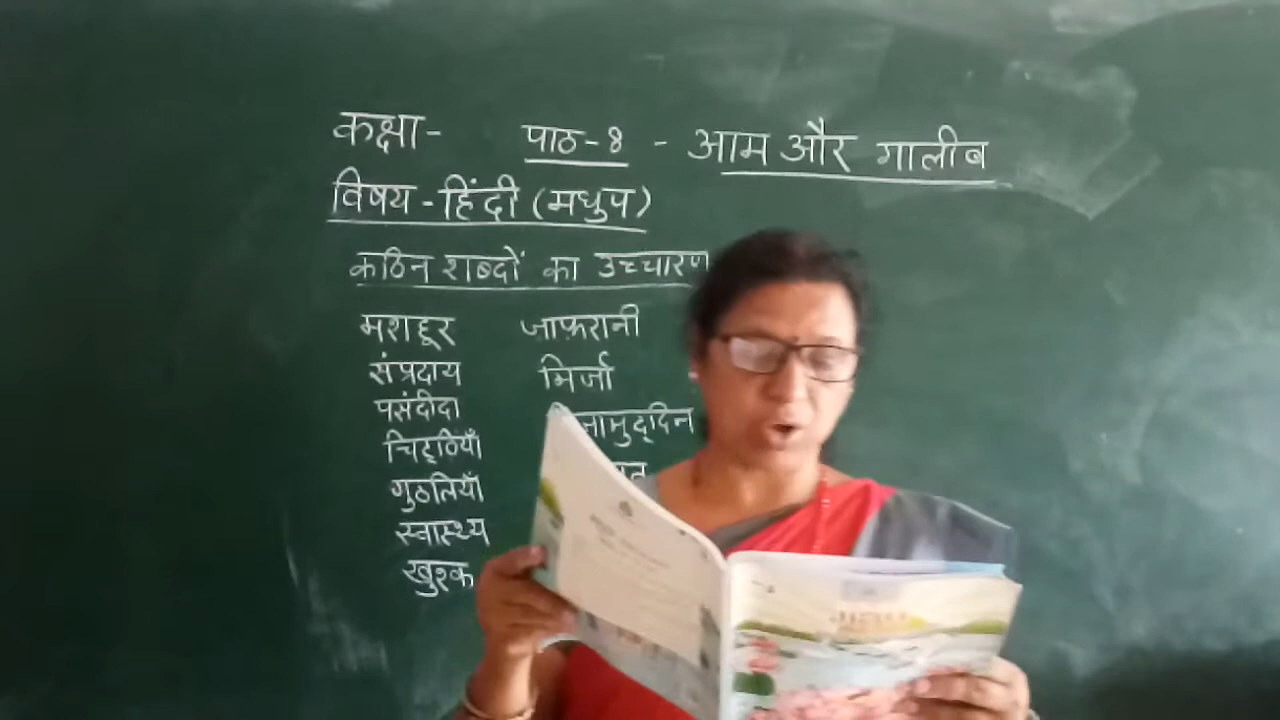 कक्षा- पाठ-8 - आम और गालीब
विषय-हिंदी (मधुप)
कठिन शब्दों का उच्चारण
मशहूर जाफ़रानी
संप्रदाय मिर्जा
पसंदीदा
चिट्ठियाँ
गुठलियाँ
स्वास्थ्य
खुश्क